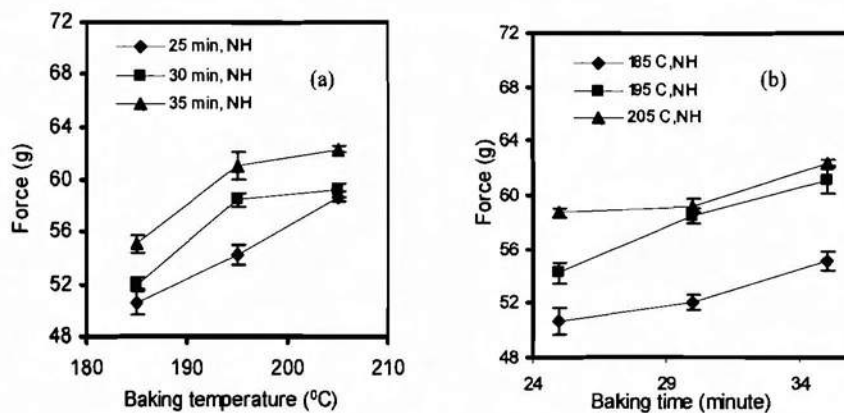 72
68
64
60
56
52
48
Force (g)
25 min, NH
30 min, NH
35 min, NH
(a)
180 190 200 210
Baking temperature (⁰C)
72
68
64
60
56
52
48
Force (g)
185 C,NH
195 C,NH
205 C,NH
(b)
24 29 34
Baking time (minute)